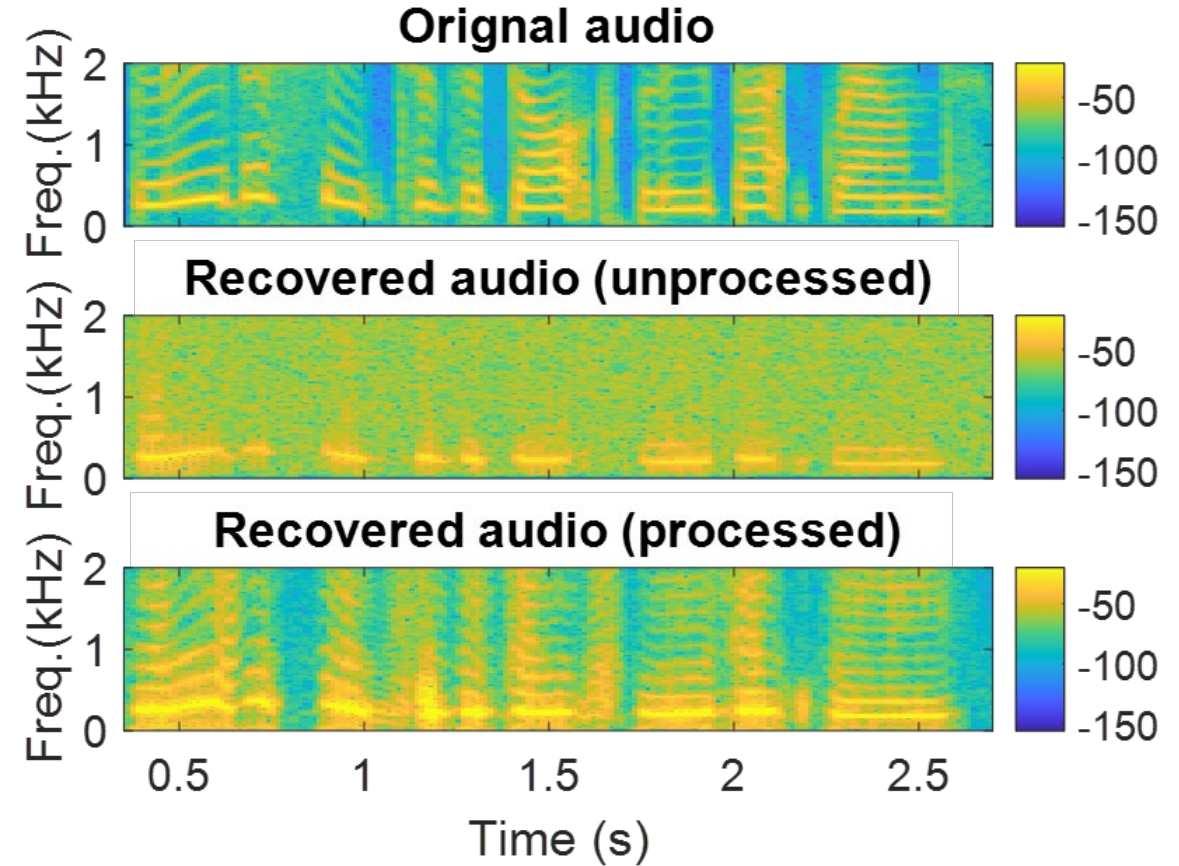 Orignal audio
Freq.(kHz)
2
1
0
-50
-100
-150
Recovered audio (unprocessed)
Freq.(kHz)
2
1
0
-50
-100
-150
Recovered audio (processed)
Freq.(kHz)
2
1
0
-50
-100
-150
0.5 1 1.5 2 2.5
Time (s)